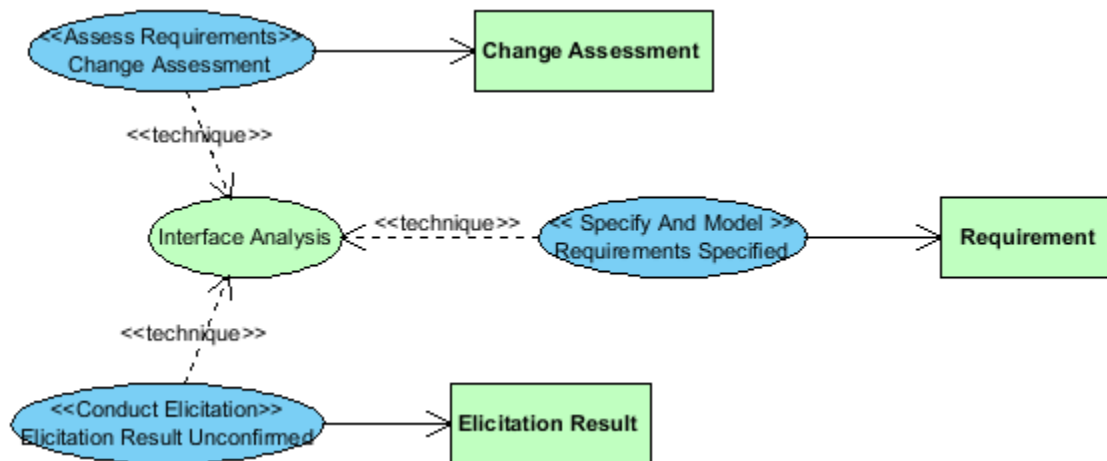 <<Assess Requirements>>
Change Assessment
Change Assessment
<<technique>>
Interface Analysis
<<technique>>
<< Specify And Model >>
Requirements Specified
Requirement
<<technique>>
<<Conduct Elicitation>>
Elicitation Result Unconfirmed
Elicitation Result